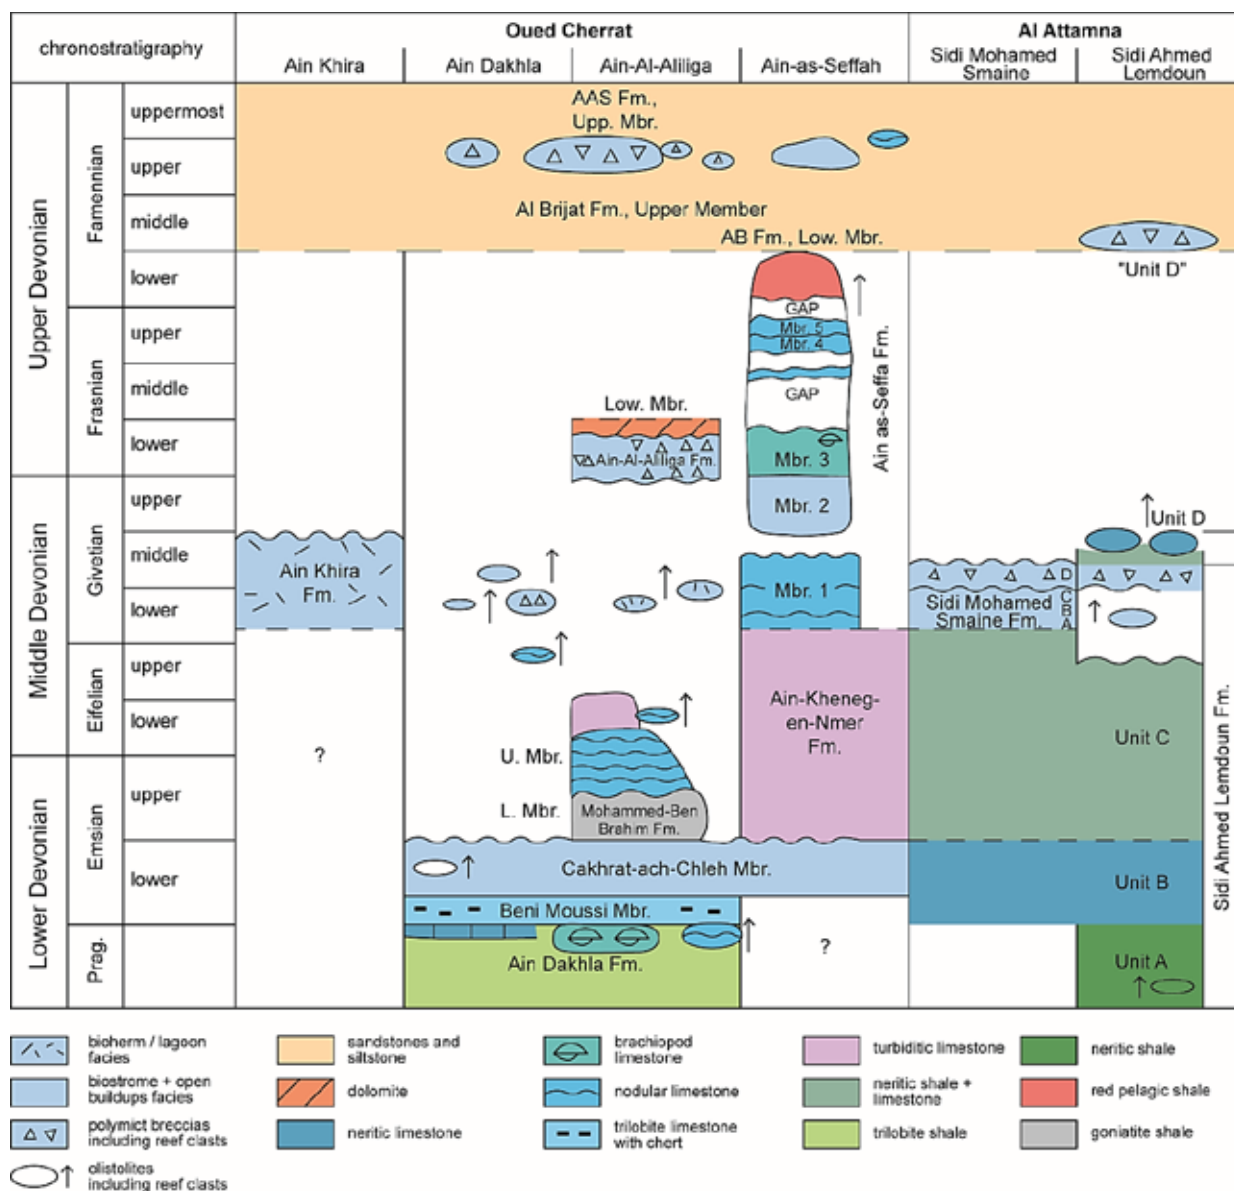 chronostratigraphy
Oued Cherrat
Al Attamna
Ain Khira
Ain Dakhla
Ain-Al-Aliliga
Ain-as-Seffah
Sidi Mohamed
Smaine
Sidi Ahmed
Lemdoun
Upper Devonian
Famennian
uppermost
upper
middle
lower
Frasnian
upper
middle
lower
Middle Devonian
Givetian
upper
middle
lower
Eifelian
upper
lower
Lower Devonian
Emsian
upper
lower
Prag.
AAS Fm.,
Upp. Mbr.
Al Brijat Fm., Upper Member
AB Fm., Low. Mbr.
"Unit D"
GAP
Mbr. 5
Mbr. 4
GAP
Low. Mbr.
Ain-Al-Aliliga Fm.
Mbr. 3
Mbr. 2
Ain as-Seffa Fm.
Unit D
Ain Khira
Fm.
Mbr. 1
D
Sidi Mohamed
Smaine Fm.
C
B
A
Ain-Kheneg-
en-Nmer
Fm.
Unit C
?
U. Mbr.
L. Mbr.
Mohammed-Ben
Brahim Fm.
Cakhrat-ach-Chleh Mbr.
Unit B
Beni Moussi Mbr.
Ain Dakhla Fm.
?
Unit A
Sidi Ahmed Lemdoun Fm.
bioherm / lagoon
facies
biostrome + open
buildups facies
polymict breccias
including reef clasts
olistolites
including reef clasts
sandstones and
siltstone
dolomite
neritic limestone
brachiopod
limestone
nodular limestone
trilobite limestone
with chert
turbiditic limestone
neritic shale +
limestone
trilobite shale
neritic shale
red pelagic shale
goniatite shale